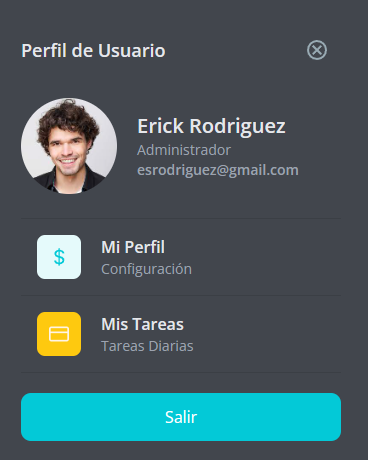 Perfil de Usuario
Erick Rodriguez
Administrador
esrodriguez@gmail.com
$
Mi Perfil
Configuración
Mis Tareas
Tareas Diarias
Salir